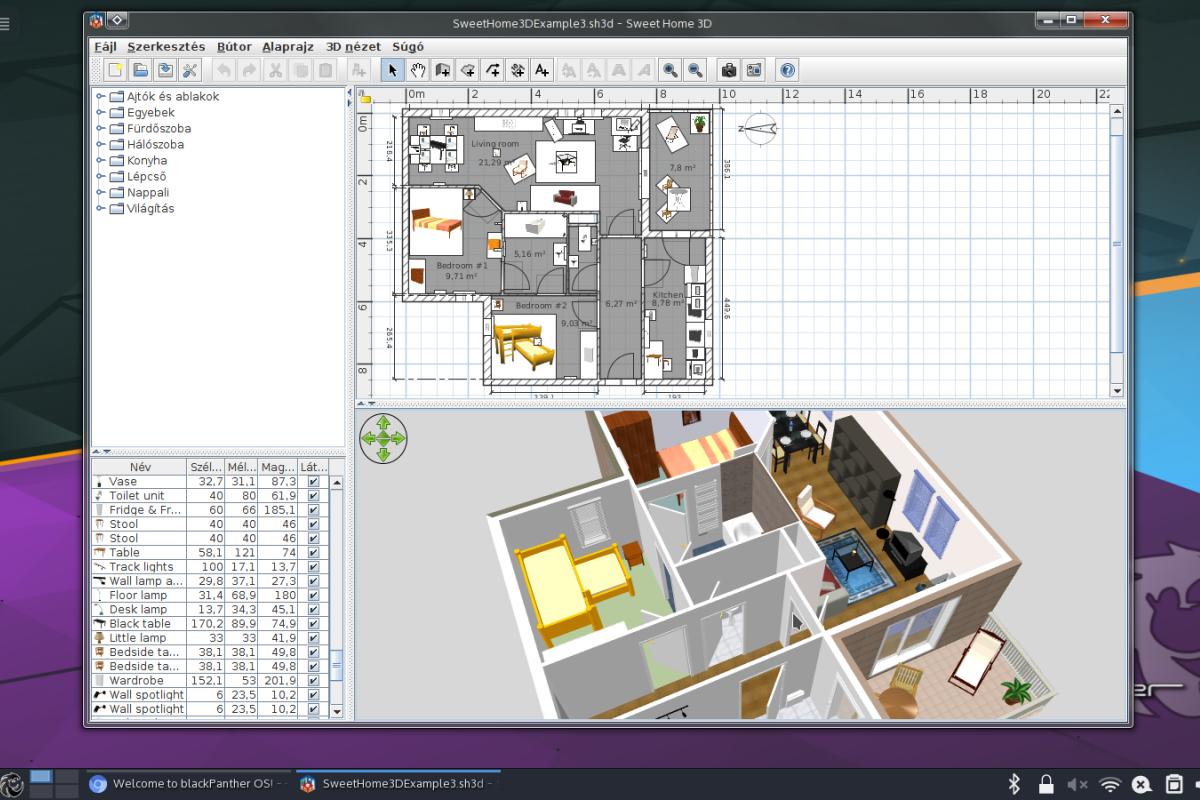 SweetHome3DExample3.sh3d - Sweet Home 3D
Fájl Szerkesztés Bútor Alaprajz 3D nézet Súgó
Ajtók és ablakok
Egyebek
Fürdőszoba
Hálószoba
Konyha
Lépcső
Nappali
Világítás
0m 2 4 6 8 10 12 14 16 18 20 22
0m
2
4
6
8
N
Living room
21,29 m²
7,8 m²
5,16 m²
Bedroom #1
9,71 m²
Bedroom #2
9,03 m²
6,27 m²
Kitchen
8,78 m²
Név Szél... Mél... Mag... Lát...
Vase 32,7 31,1 87,3
Toilet unit 40 80 61,9
Fridge & Fr... 60 66 185,1
Stool 40 40 46
Stool 40 40 46
Table 58,1 121 74
Track lights 100 17,1 13,7
Wall lamp a... 29,8 37,1 27,3
Floor lamp 31,4 68,9 180
Desk lamp 13,7 34,3 45,1
Black table 170,2 89,9 74,9
Little lamp 33 33 41,9
Bedside ta... 38,1 38,1 49,8
Bedside ta... 38,1 38,1 49,8
Wardrobe 152,1 53 201,9
Wall spotlight 6 23,5 10,2
Wall spotlight 6 23,5 10,2
er
Welcome to blackPanther OS! -
SweetHome3DExample3.sh3d -